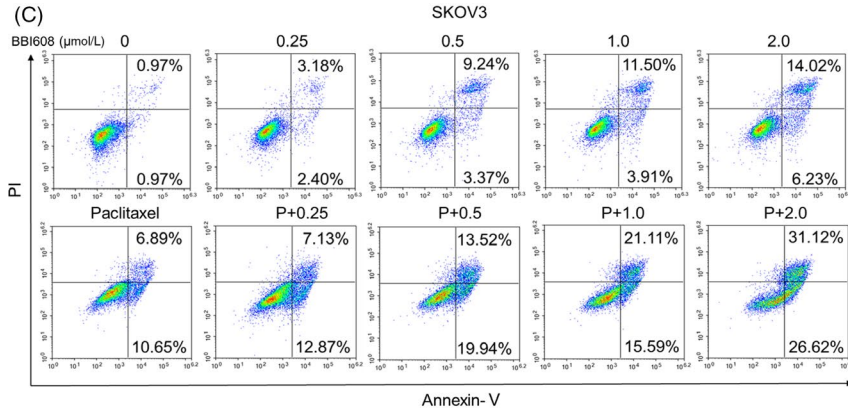 (C)
SKOV3
BBI608 (μmol/L) 0 0.25 0.5 1.0 2.0
0.97% 3.18% 9.24% 11.50% 14.02%
0.97% 2.40% 3.37% 3.91% 6.23%
PI
Paclitaxel P+0.25 P+0.5 P+1.0 P+2.0
6.89% 7.13% 13.52% 21.11% 31.12%
10.65% 12.87% 19.94% 15.59% 26.62%
Annexin-V